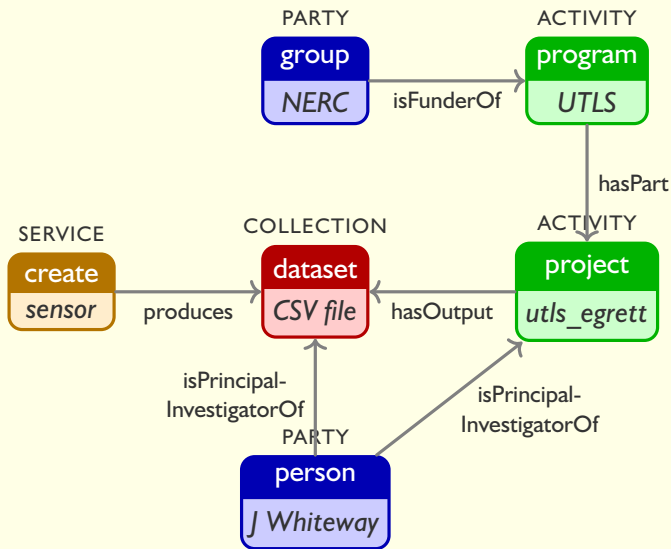 PARTY
group
NERC
isFunderOf
ACTIVITY
program
UTLS
hasPart
SERVICE
create
sensor
produces
COLLECTION
dataset
CSV file
hasOutput
ACTIVITY
project
utls_egrett
isPrincipal-
InvestigatorOf
isPrincipal-
InvestigatorOf
PARTY
person
J Whiteway